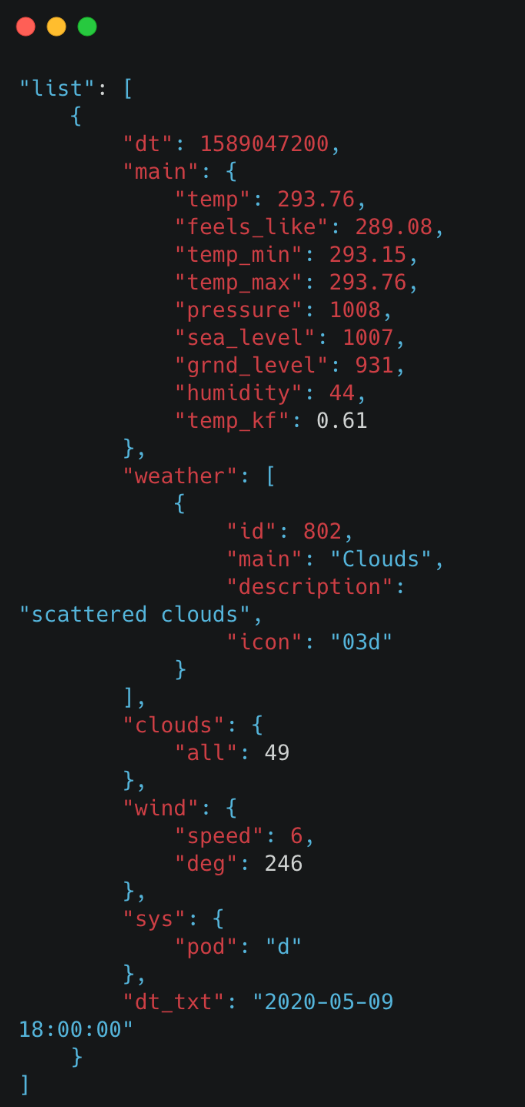 "list": [
    {
        "dt": 1589047200,
        "main": {
            "temp": 293.76,
            "feels_like": 289.08,
            "temp_min": 293.15,
            "temp_max": 293.76,
            "pressure": 1008,
            "sea_level": 1007,
            "grnd_level": 931,
            "humidity": 44,
            "temp_kf": 0.61
        },
        "weather": [
            {
                "id": 802,
                "main": "Clouds",
                "description":
"scattered clouds",
                "icon": "03d"
            }
        ],
        "clouds": {
            "all": 49
        },
        "wind": {
            "speed": 6,
            "deg": 246
        },
        "sys": {
            "pod": "d"
        },
        "dt_txt": "2020-05-09
18:00:00"
    }
]